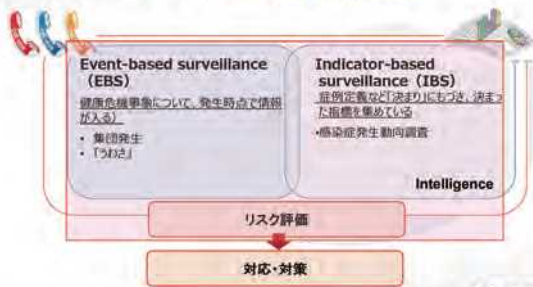 Event-based surveillance
（EBS）
健康危機事象について、発生時点で情報
が入る）
• 集団発生
• 「うわさ」
Indicator-based
surveillance（IBS）
症例定義など「決まり」にもづき、決まっ
た指標を集めている
•感染症発生動向調査
Intelligence
リスク評価
対応・対策